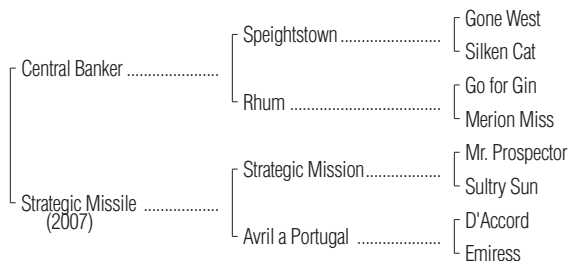 Central Banker ......................
Strategic Missile ..................
(2007)
Speightstown ........................
Rhum ....................................
Strategic Mission..................
Avril a Portugal ....................
Gone West
Silken Cat
Go for Gin
Merion Miss
Mr. Prospector
Sultry Sun
D'Accord
Emiress